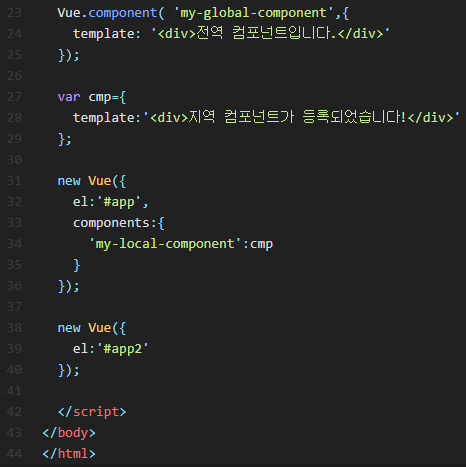 23 Vue.component( 'my-global-component',{
24 template: '<div>전역 컴포넌트입니다.</div>'
25 });
26
27 var cmp={
28 template:'<div>지역 컴포넌트가 등록되었습니다!</div>'
29 };
30
31 new Vue({
32 el:'#app',
33 components:{
34 'my-local-component':cmp
35 }
36 });
37
38 new Vue({
39 el:'#app2'
40 });
41
42 </script>
43 </body>
44 </html>